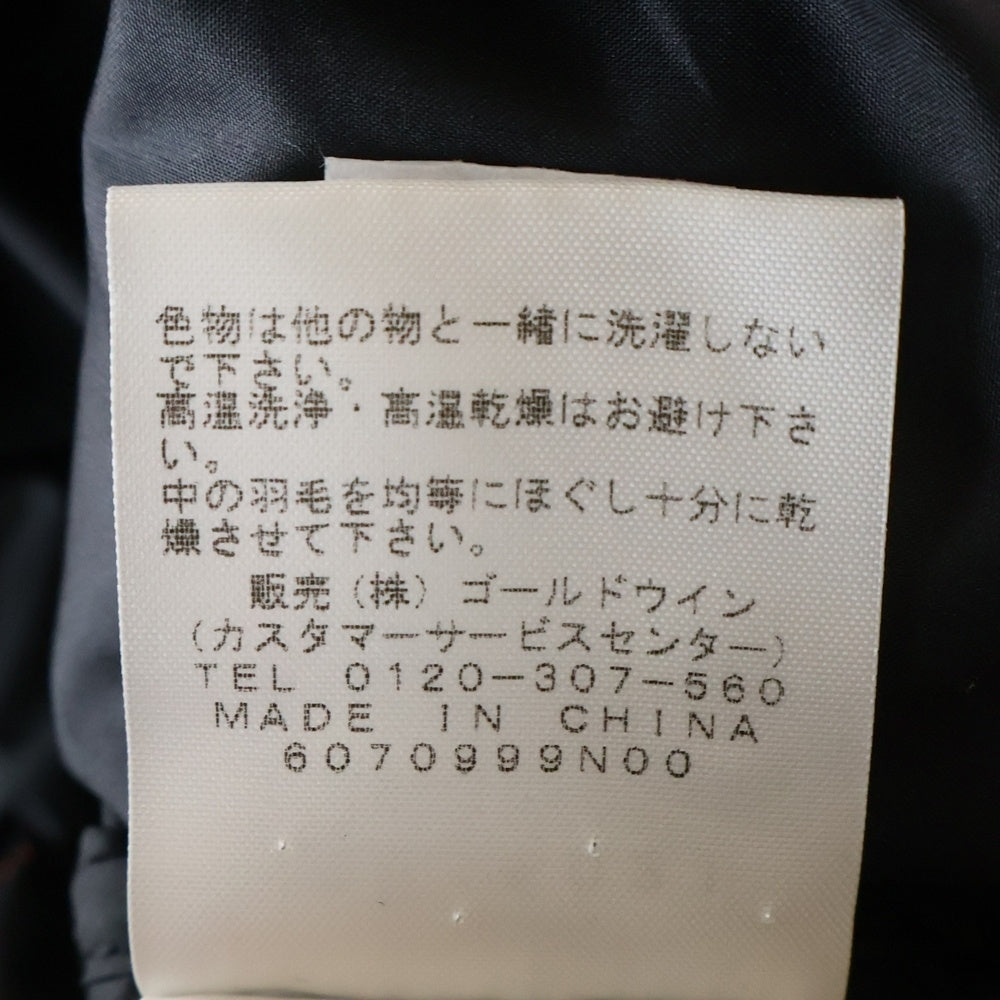 色物は他の物と一緒に洗濯しない
で下さい。
高温洗浄・高温乾燥はお避け下さ
い。
中の羽毛を均等にほぐし十分に乾
燥させて下さい。
販売(株)ゴールドウイン
(カスタマーサービスセンター)
TEL 0120-307-560
MADE IN CHINA
6070999N00